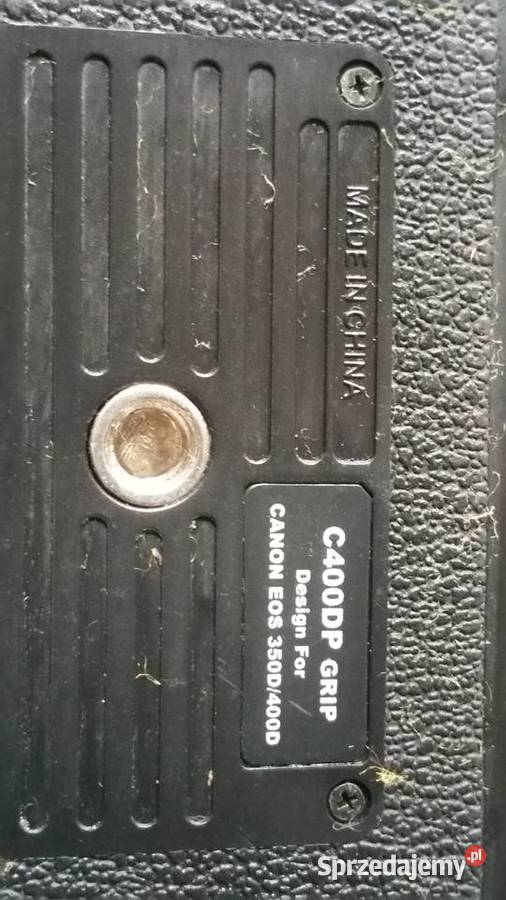 MADE IN CHINA
C400DP GRIP
Design For
CANON EOS 350D/400D
Sprzedajemy.pl